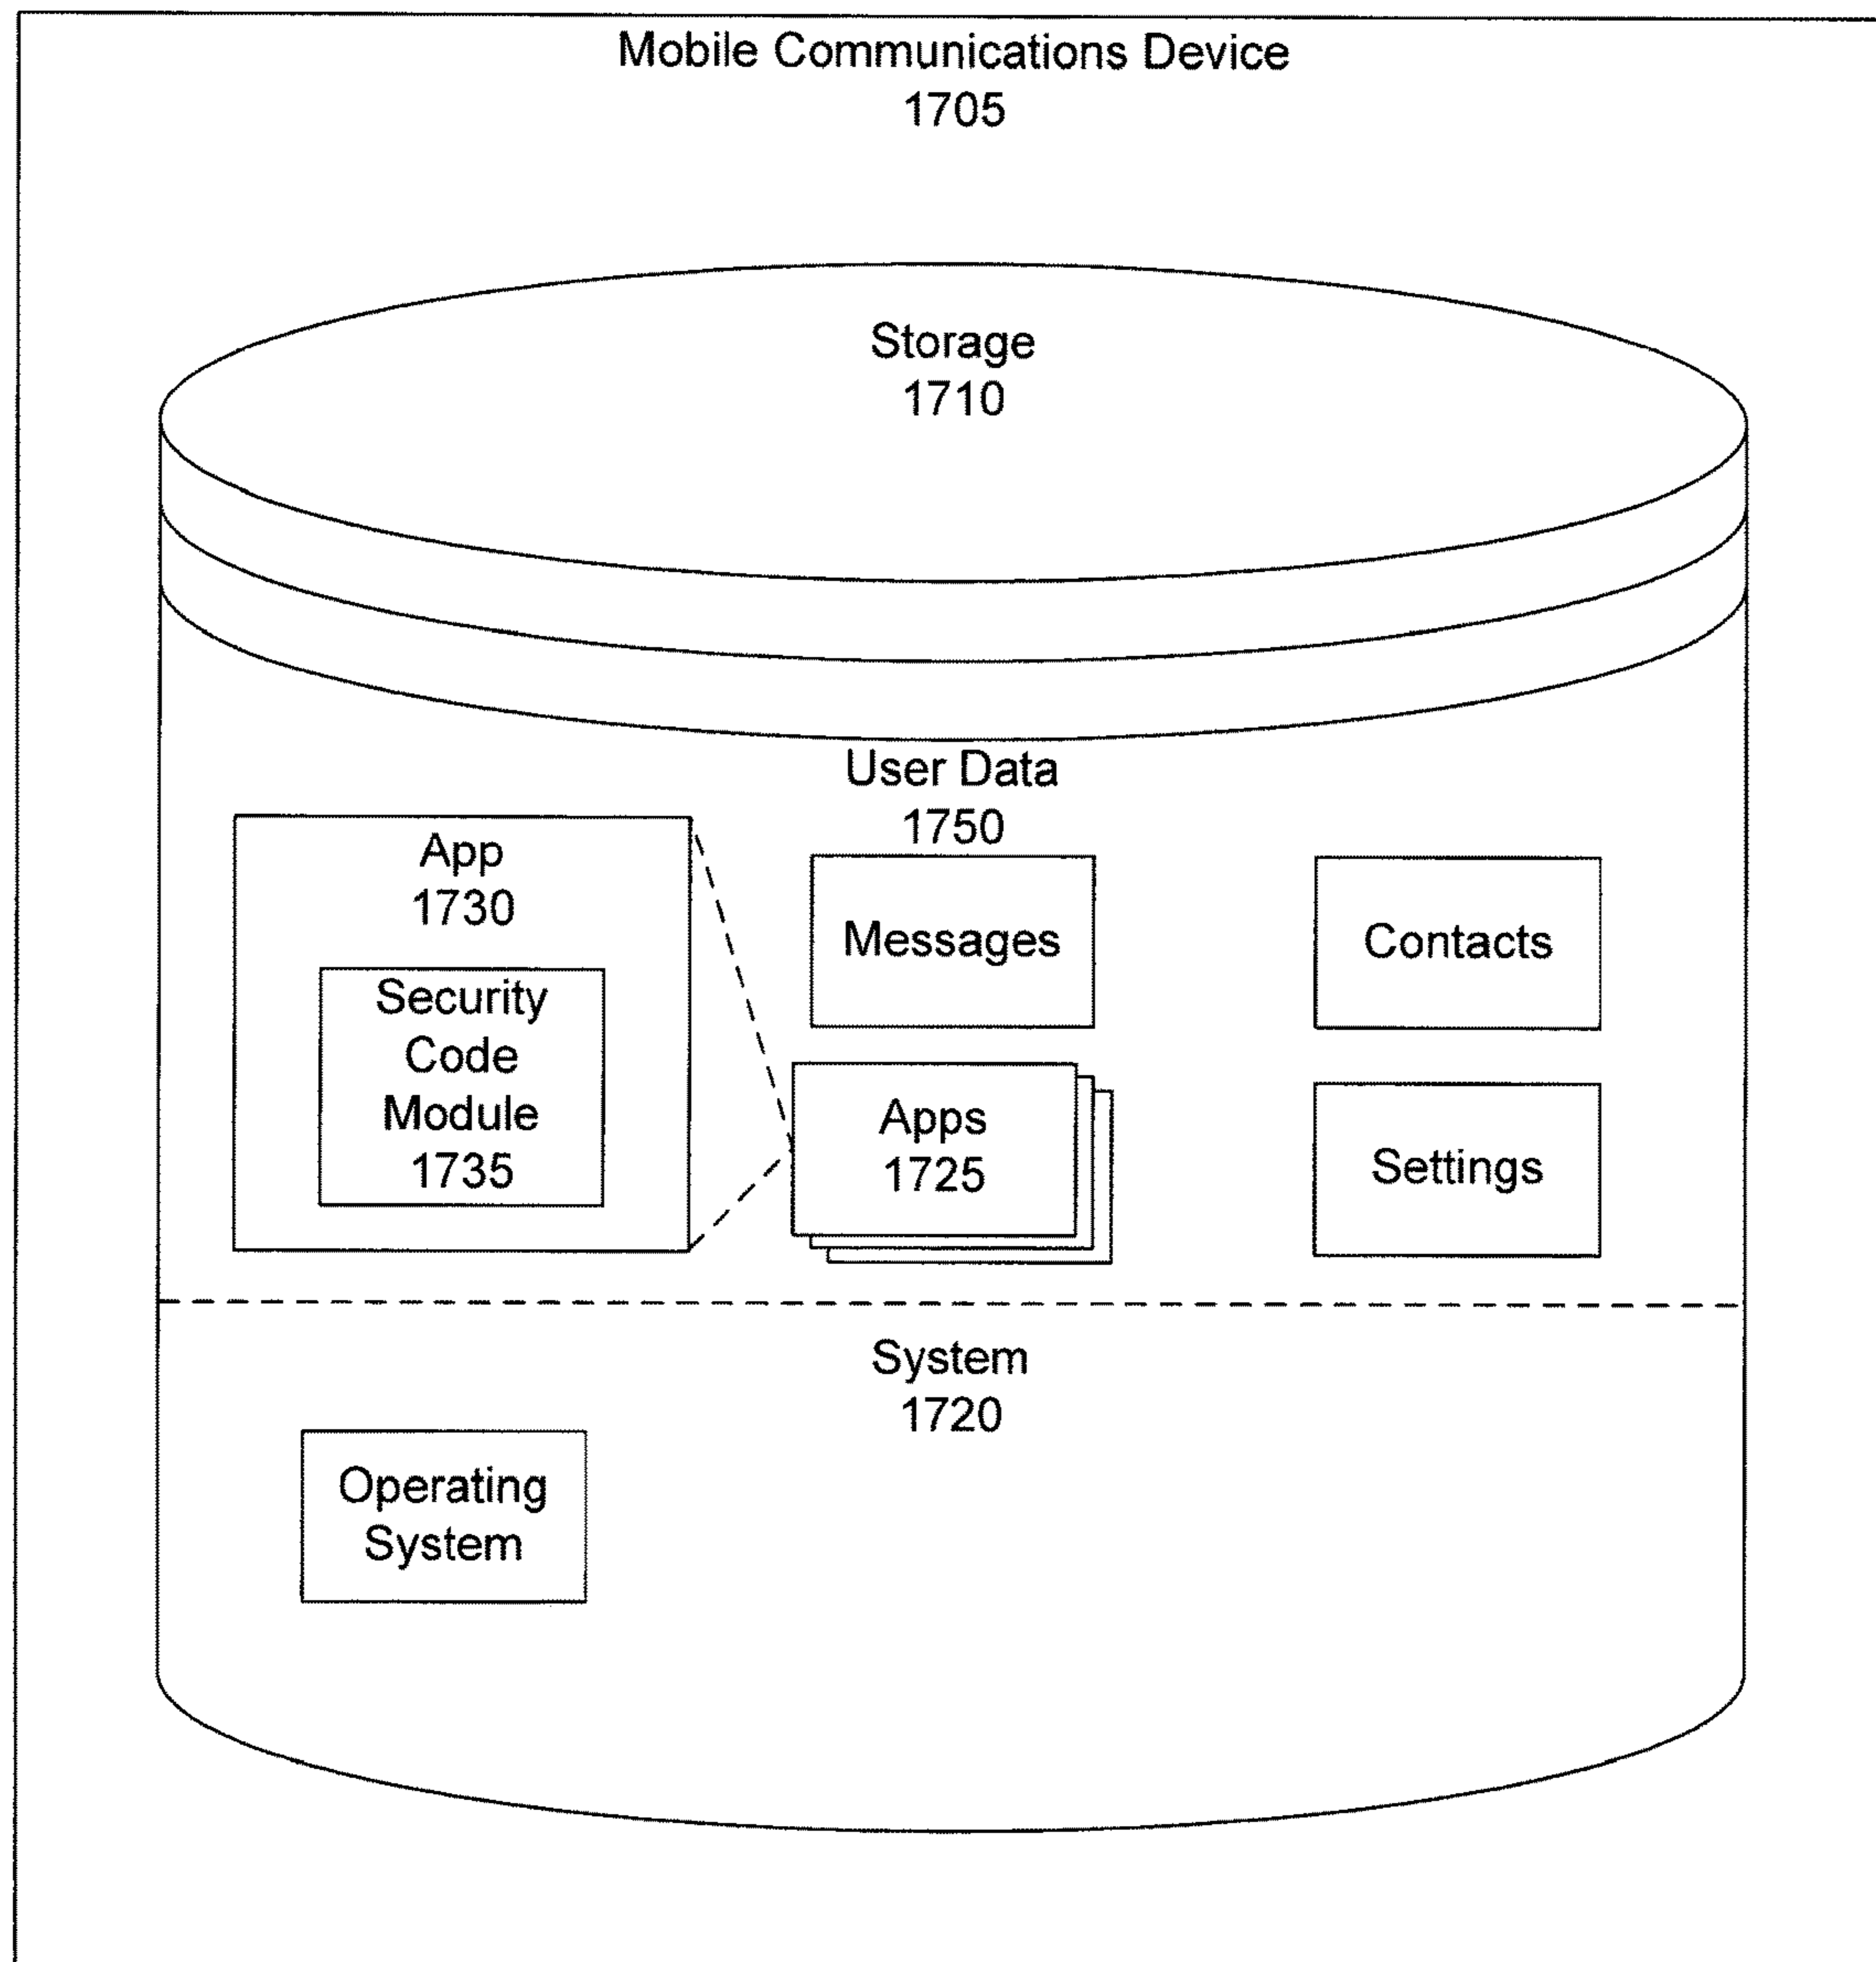 Mobile Communications Device
1705
Storage
1710
User Data
1750
App
1730
Security
Code
Module
1735
Messages
Contacts
Apps
1725
Settings
System
1720
Operating
System